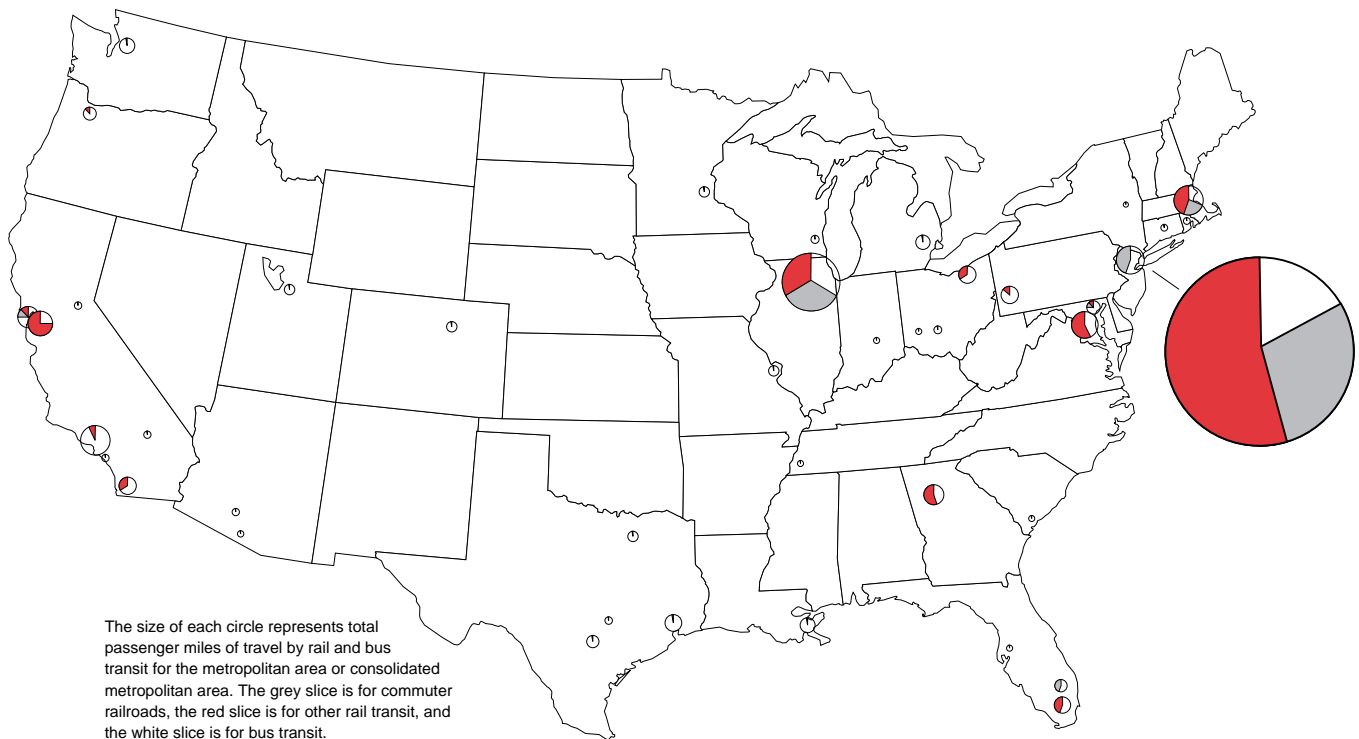 The size of each circle represents total
passenger miles of travel by rail and bus
transit for the metropolitan area or consolidated
metropolitan area. The grey slice is for commuter
railroads, the red slice is for other rail transit, and
the white slice is for bus transit.